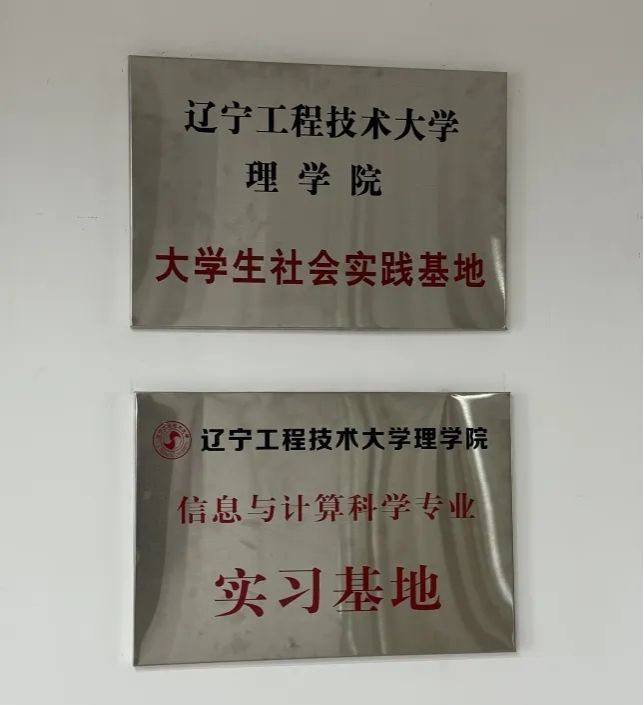 辽宁工程技术大学
理学院
大学生社会实践基地
辽宁工程技术大学理学院
信息与计算科学专业
实习基地